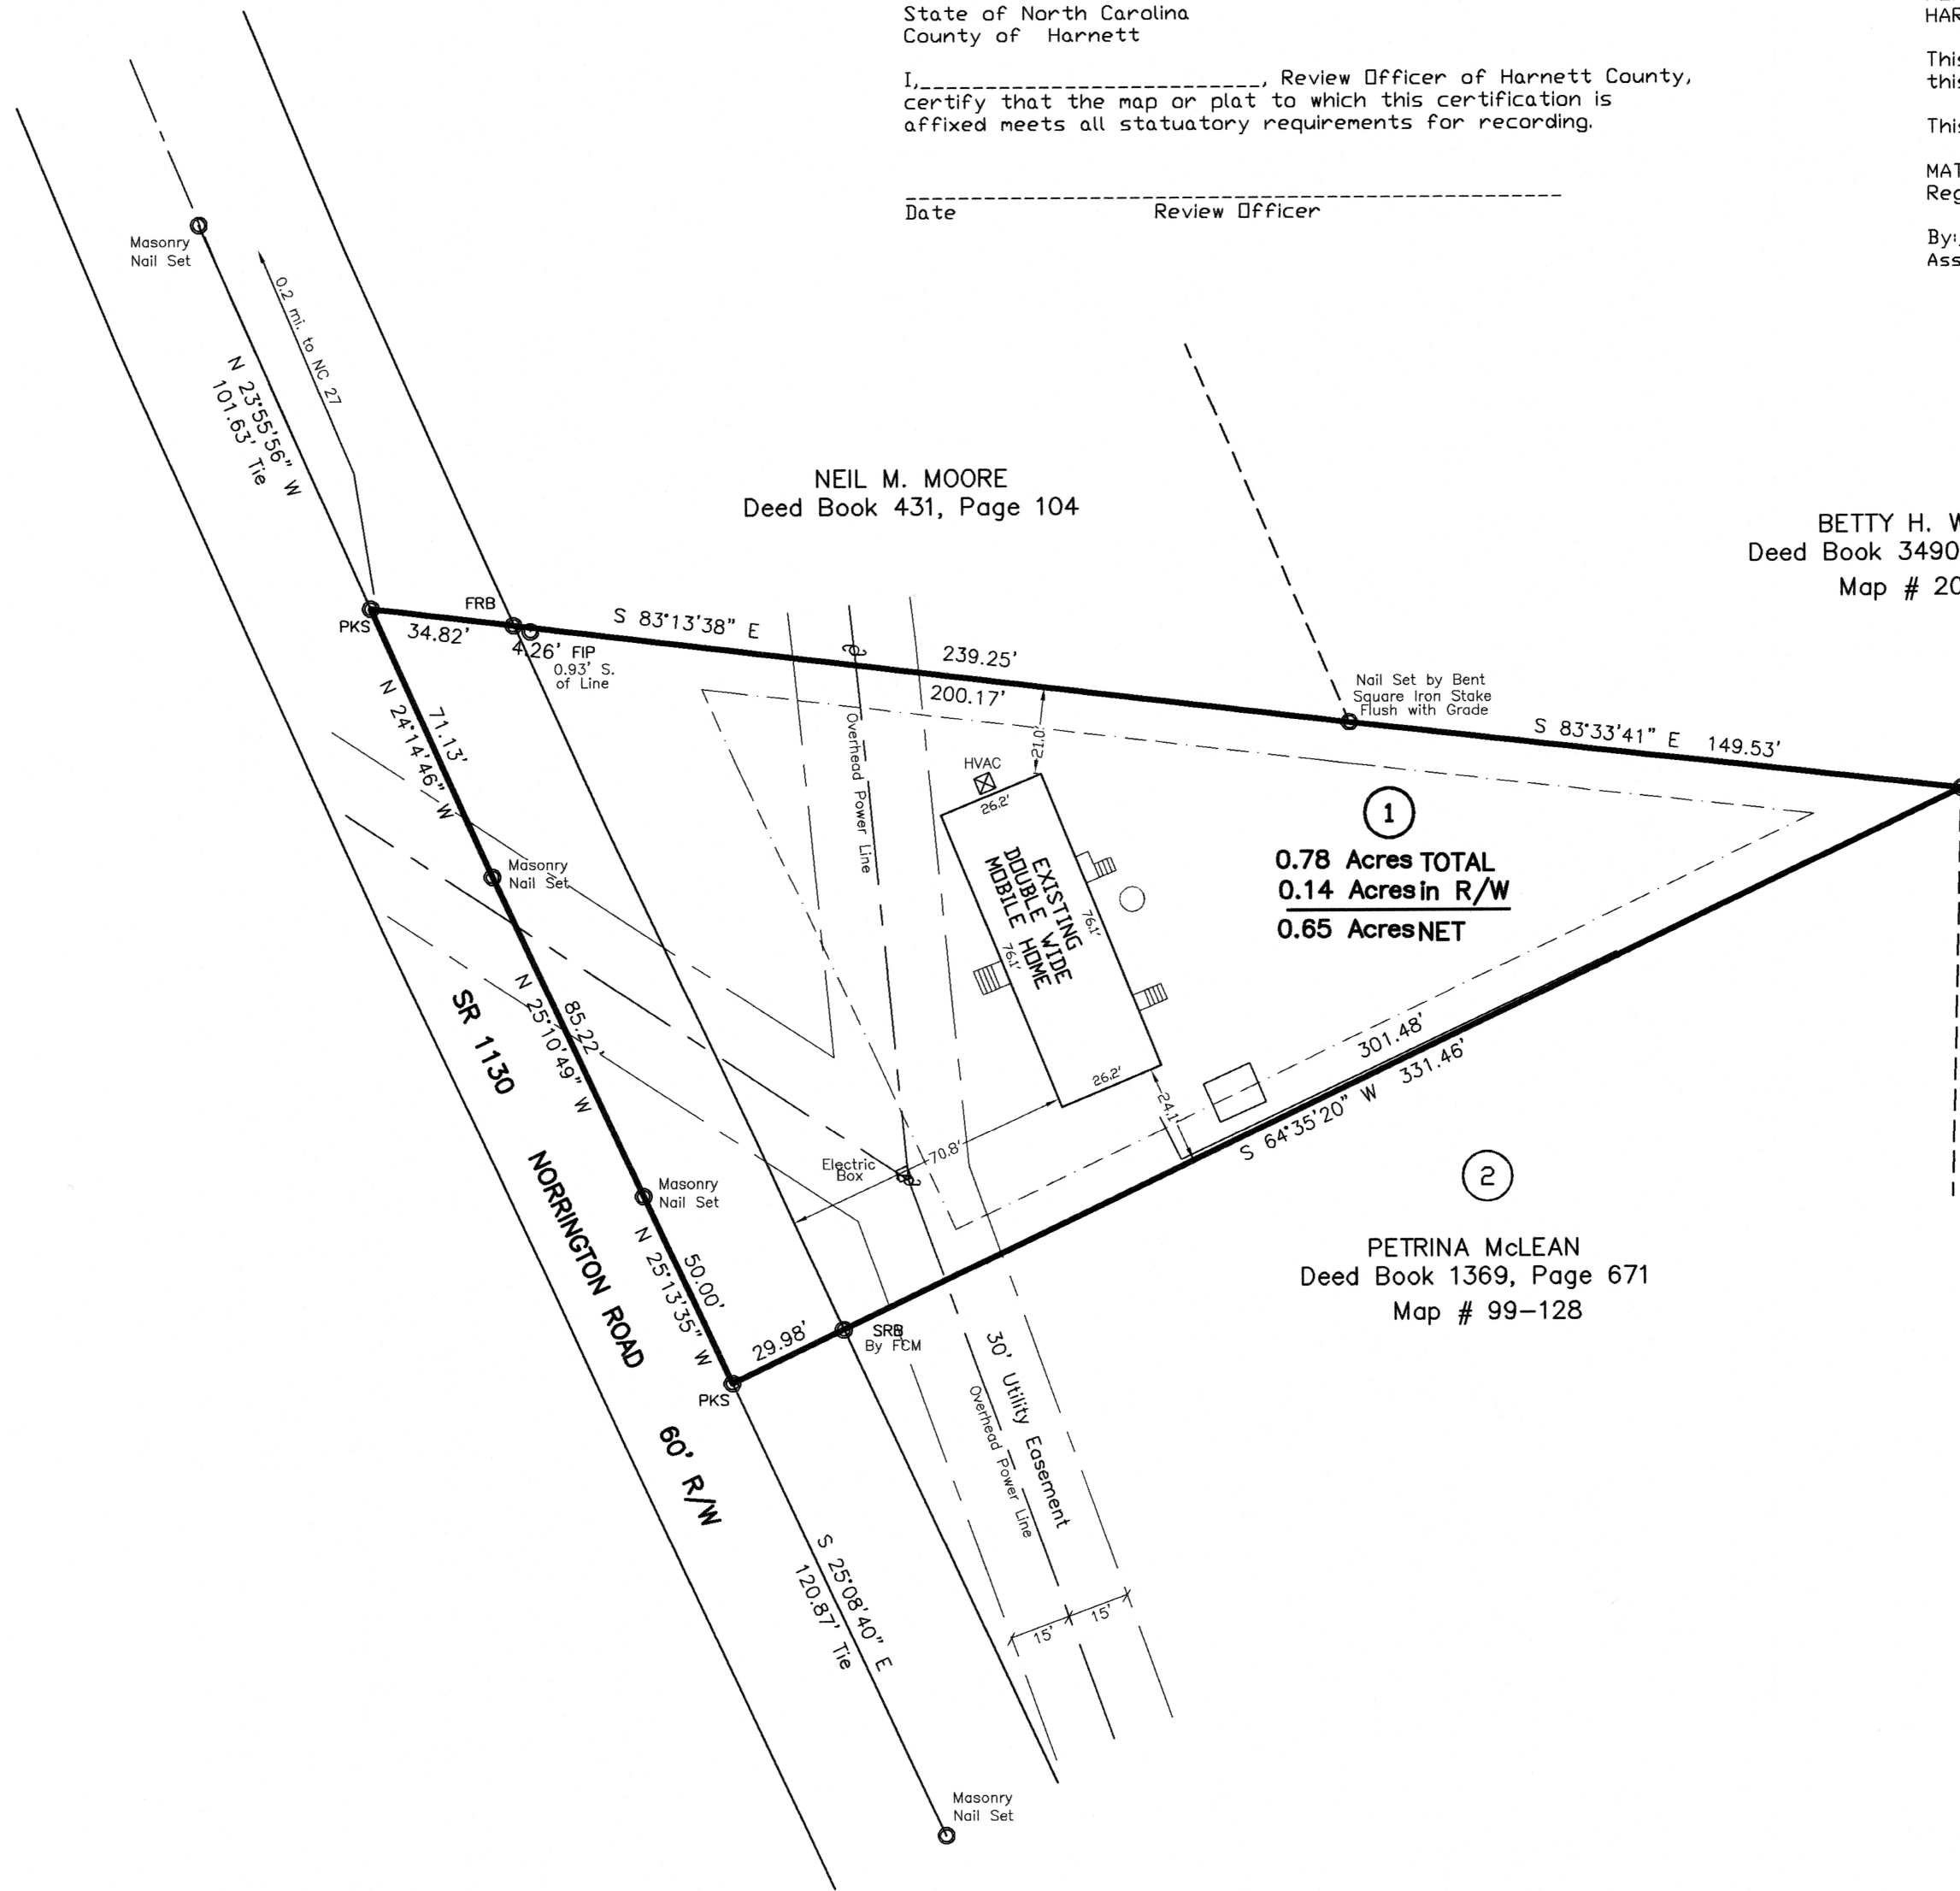 State of North Carolina
County of Harnett
I,_________________________, Review Officer of Harnett County,
certify that the map or plat to which this certification is
affixed meets all statuatory requirements for recording.
Date Review Officer
HAR
This
this
This
MAT
Reg
By:
Ass
Masonry
Nail Set
0.2 mi. to NC 27
N 23°55'56" W
101.63' Tie
NEIL M. MOORE
Deed Book 431, Page 104
BETTY H. W
Deed Book 3490
Map # 20
FRB
PKS
34.82'
S 83°13'38" E
4.26' FIP
0.93' S.
of Line
239.25'
200.17'
Nail Set by Bent
Square Iron Stake
Flush with Grade
S 83°33'41" E 149.53'
71.13'
N 24°14'46" W
Overhead Power Line
21.0'
HVAC
26.2'
1
0.78 Acres TOTAL
0.14 Acres in R/W
0.65 Acres NET
EXISTING
DOUBLE WIDE
MOBILE HOME
76.1'
76.1'
Masonry
Nail Set
85.22'
N 25°10'49" W
SR 1130 NORRINGTON ROAD 60' R/W
26.2'
24.1'
70.8'
Electric
Box
301.48'
S 64°35'20" W 331.46'
2
PETRINA McLEAN
Deed Book 1369, Page 671
Map # 99-128
Masonry
Nail Set
50.00'
N 25°13'35" W
29.98'
SRB
By FCM
PKS
30' Utility Easement
Overhead Power Line
15'
15'
S 25°08'40" E
120.87' Tie
Masonry
Nail Set